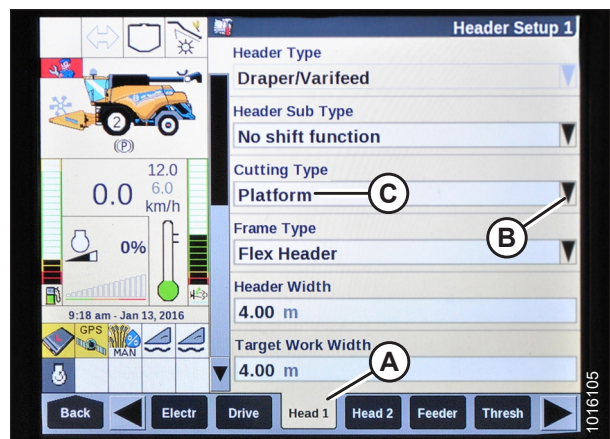 Header Setup 1
Header Type
Draper/Varifeed
Header Sub Type
No shift function
Cutting Type
Platform
C
B
Frame Type
Flex Header
Header Width
4.00 m
Target Work Width
4.00 m
A
2
(P)
12.0
6.0
0.0 km/h
0%
9:18 am - Jan 13, 2016
GPS
%
MAN
Back
Electr
Drive
Head 1
Head 2
Feeder
Thresh
1016105